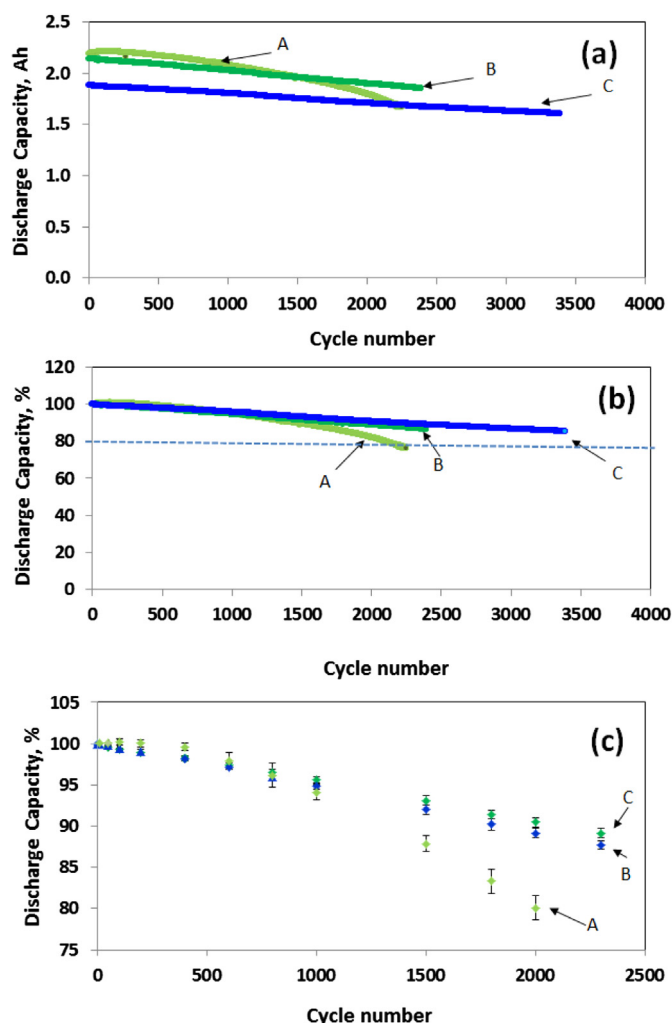 2.5
(a)
A
2.0
B
C
1.5
Discharge Capacity, Ah
1.0
0.5
0.0
0 500 1000 1500 2000 2500 3000 3500 4000
Cycle number
120
(b)
100
80
B
A
C
60
Discharge Capacity, %
40
20
0
0 500 1000 1500 2000 2500 3000 3500 4000
Cycle number
105
(c)
100
95
C
90
B
Discharge Capacity, %
85
80
A
75
0 500 1000 1500 2000 2500
Cycle number